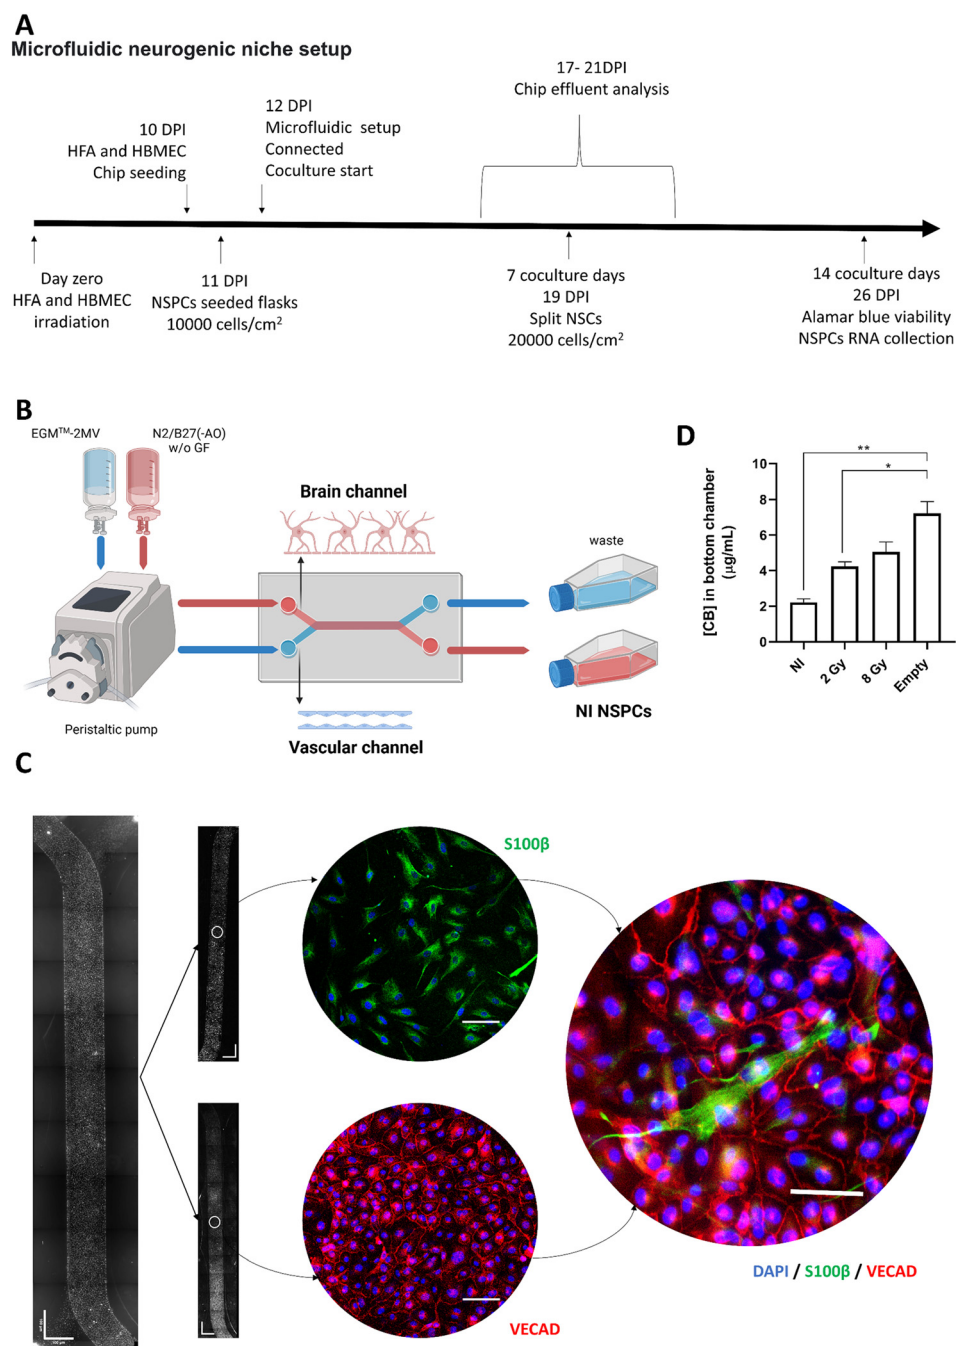 A
Microfluidic neurogenic niche setup
17- 21DPI
Chip effluent analysis
12 DPI
Microfluidic setup
Connected
Coculture start
10 DPI
HFA and HBMEC
Chip seeding
Day zero
HFA and HBMEC
irradiation
11 DPI
NSPCs seeded flasks
10000 cells/cm²
7 coculture days
19 DPI
Split NSCs
20000 cells/cm²
14 coculture days
26 DPI
Alamar blue viability
NSPCs RNA collection
B
EGM™-2MV
N2/B27(-AO)
w/o GF
Brain channel
waste
Peristaltic pump
Vascular channel
NI NSPCs
D
**
*
[CB] in bottom chamber
(µg/mL)
10
8
6
4
2
0
NI
2 Gy
8 Gy
Empty
C
S100β
VECAD
DAPI / S100β / VECAD